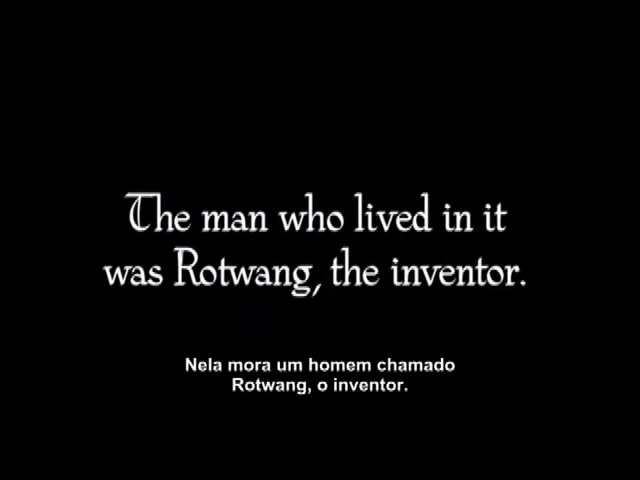 The man who lived in it
was Rotwang, the inventor.
Nela mora um homem chamado
Rotwang, o inventor.